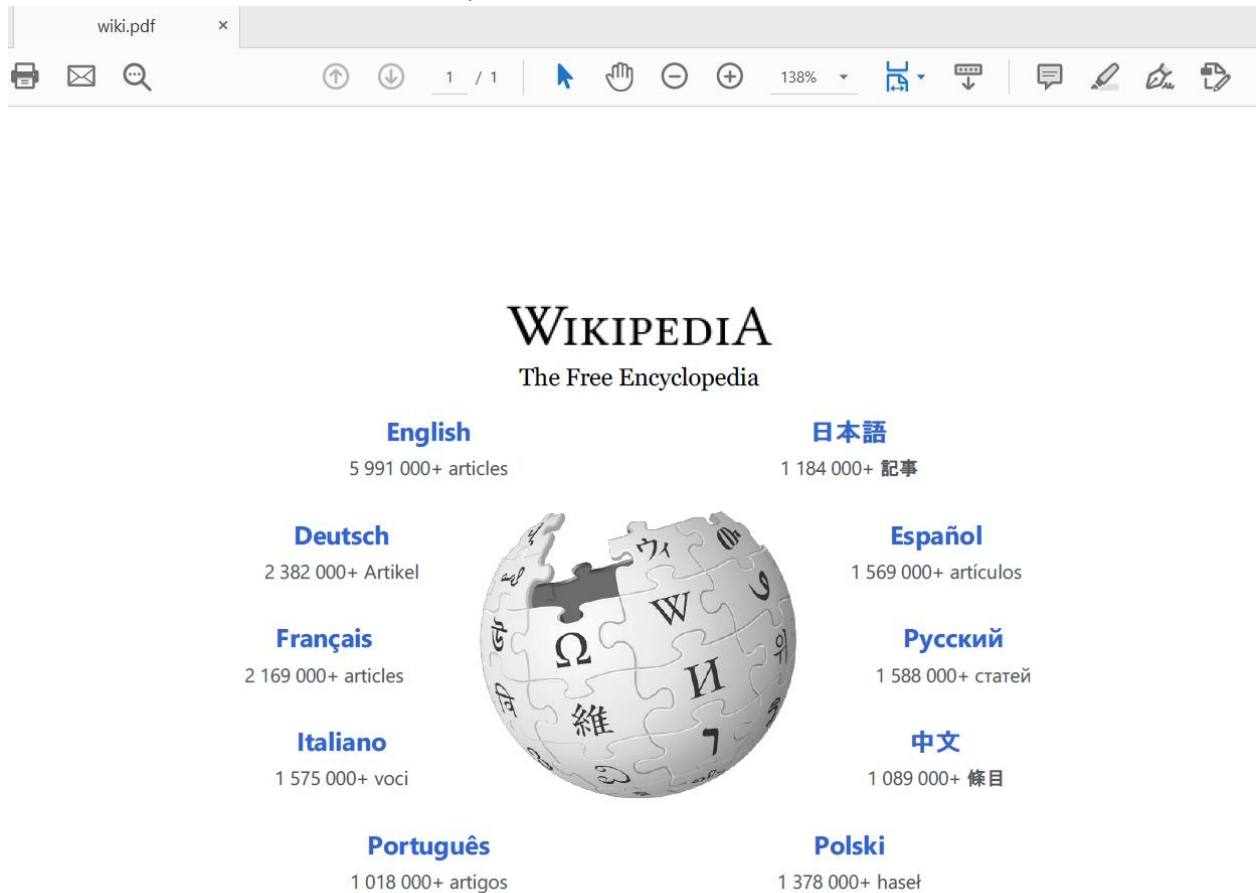 wiki.pdf
1 / 1
138%
WIKIPEDIA
The Free Encyclopedia
English
5 991 000+ articles
日本語
1 184 000+ 記事
Deutsch
2 382 000+ Artikel
Español
1 569 000+ artículos
Français
2 169 000+ articles
Русский
1 588 000+ статей
Italiano
1 575 000+ voci
中文
1 089 000+ 條目
Português
1 018 000+ artigos
Polski
1 378 000+ haseł
ウィ
W
Ω
И
維